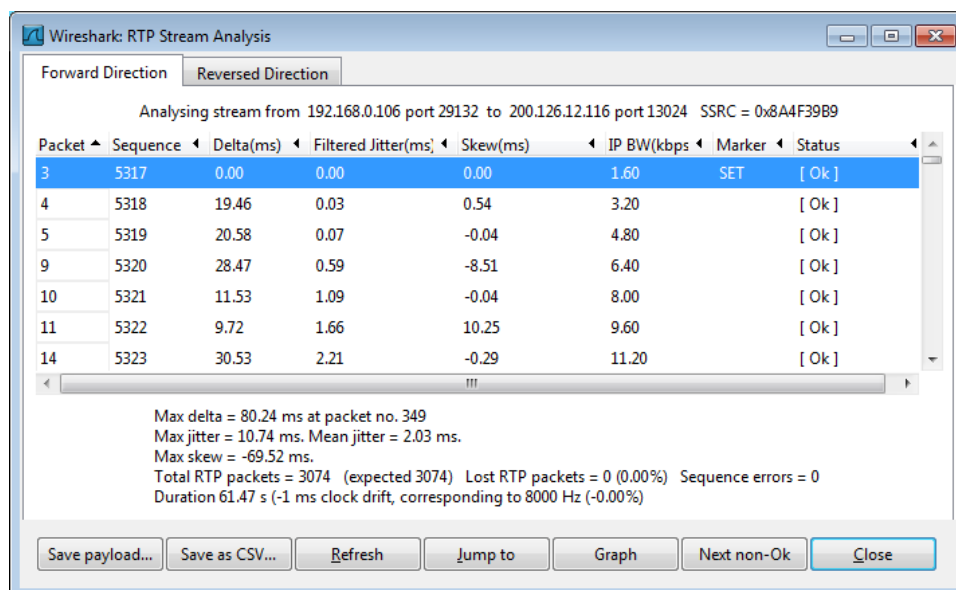 Wireshark: RTP Stream Analysis
Forward Direction Reversed Direction
Analysing stream from 192.168.0.106 port 29132 to 200.126.12.116 port 13024 SSRC = 0x8A4F39B9
Packet Sequence Delta(ms) Filtered Jitter(ms) Skew(ms) IP BW(kbps Marker Status
3 5317 0.00 0.00 0.00 1.60 SET [ Ok ]
4 5318 19.46 0.03 0.54 3.20 [ Ok ]
5 5319 20.58 0.07 -0.04 4.80 [ Ok ]
9 5320 28.47 0.59 -8.51 6.40 [ Ok ]
10 5321 11.53 1.09 -0.04 8.00 [ Ok ]
11 5322 9.72 1.66 10.25 9.60 [ Ok ]
14 5323 30.53 2.21 -0.29 11.20 [ Ok ]
Max delta = 80.24 ms at packet no. 349
Max jitter = 10.74 ms. Mean jitter = 2.03 ms.
Max skew = -69.52 ms.
Total RTP packets = 3074 (expected 3074) Lost RTP packets = 0 (0.00%) Sequence errors = 0
Duration 61.47 s (-1 ms clock drift, corresponding to 8000 Hz (-0.00%)
Save payload... Save as CSV... Refresh Jump to Graph Next non-Ok Close